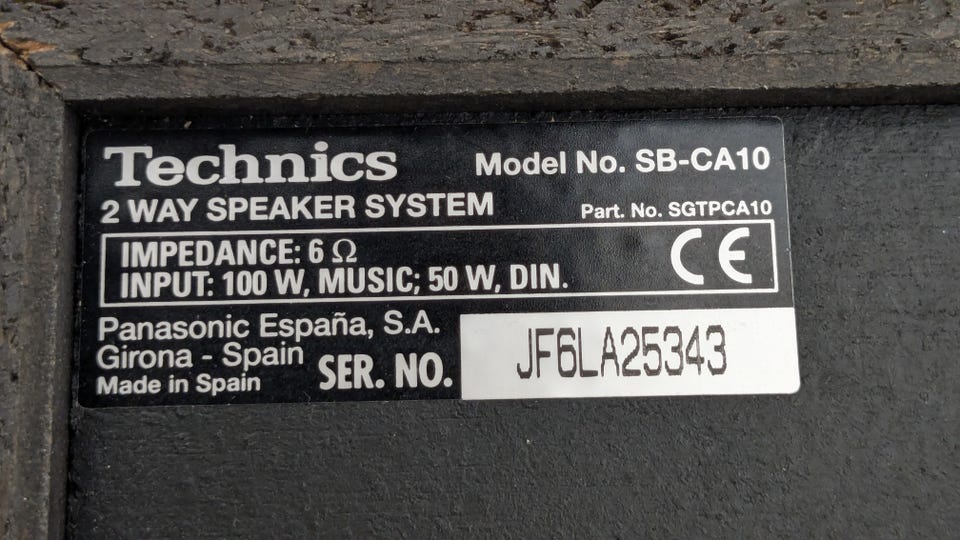 Technics Model No. SB-CA10
2 WAY SPEAKER SYSTEM Part. No. SGTPCA10
IMPEDANCE: 6 Ω
INPUT: 100 W, MUSIC; 50 W, DIN. CE
Panasonic España, S.A.
Girona - Spain
Made in Spain SER. NO. JF6LA25343